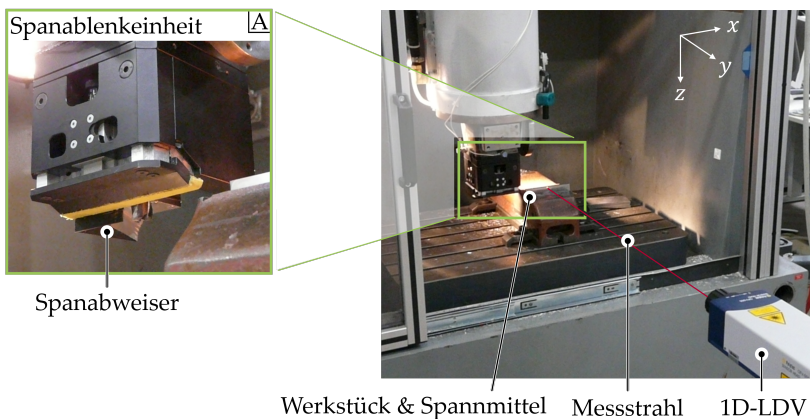 Spanablenkeinheit
A
x
y
z
Spanabweiser
Werkstück & Spannmittel
Messstrahl
1D-LDV